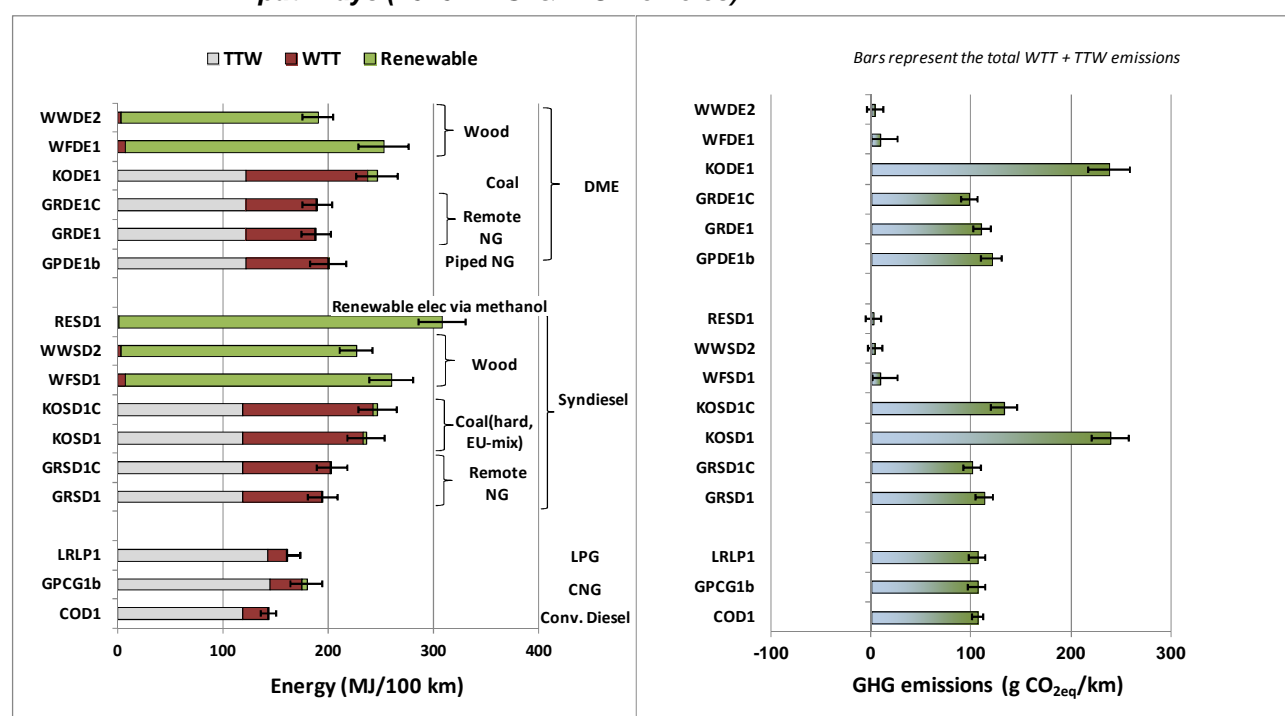 TTW WTT Renewable
WWDE2
WFDE1
KODE1
GRDE1C
GRDE1
GPDE1b
RESD1
WWSD2
WFSD1
KOSD1C
KOSD1
GRSD1C
GRSD1
LRLP1
GPCG1b
COD1
Wood
Coal
Remote
NG
Piped NG
DME
Renewable elec via methanol
Wood
Coal(hard,
EU-mix)
Remote
NG
Syndiesel
LPG
CNG
Conv. Diesel
0 100 200 300 400
Energy (MJ/100 km)
Bars represent the total WTT + TTW emissions
WWDE2
WFDE1
KODE1
GRDE1C
GRDE1
GPDE1b
RESD1
WWSD2
WFSD1
KOSD1C
KOSD1
GRSD1C
GRSD1
LRLP1
GPCG1b
COD1
-100 0 100 200 300
GHG emissions (g CO2eq/km)